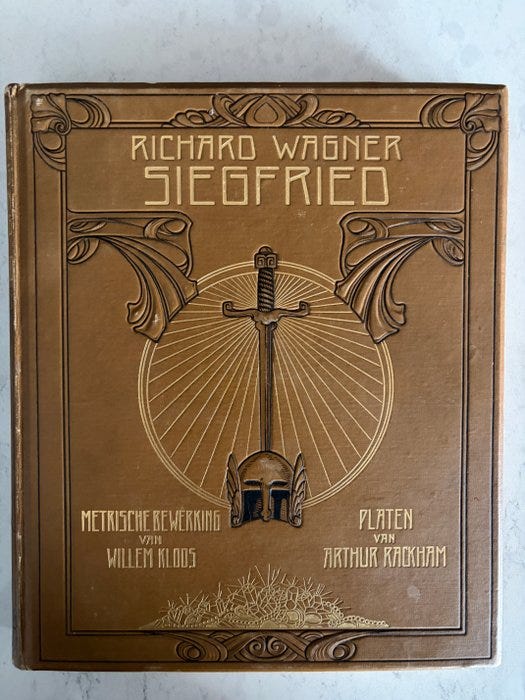 RICHARD WAGNER
SIEGFRIED
METRISCHE BEWERKING
VAN
WILLEM KLOOS
PLATEN
VAN
ARTHUR RACKHAM